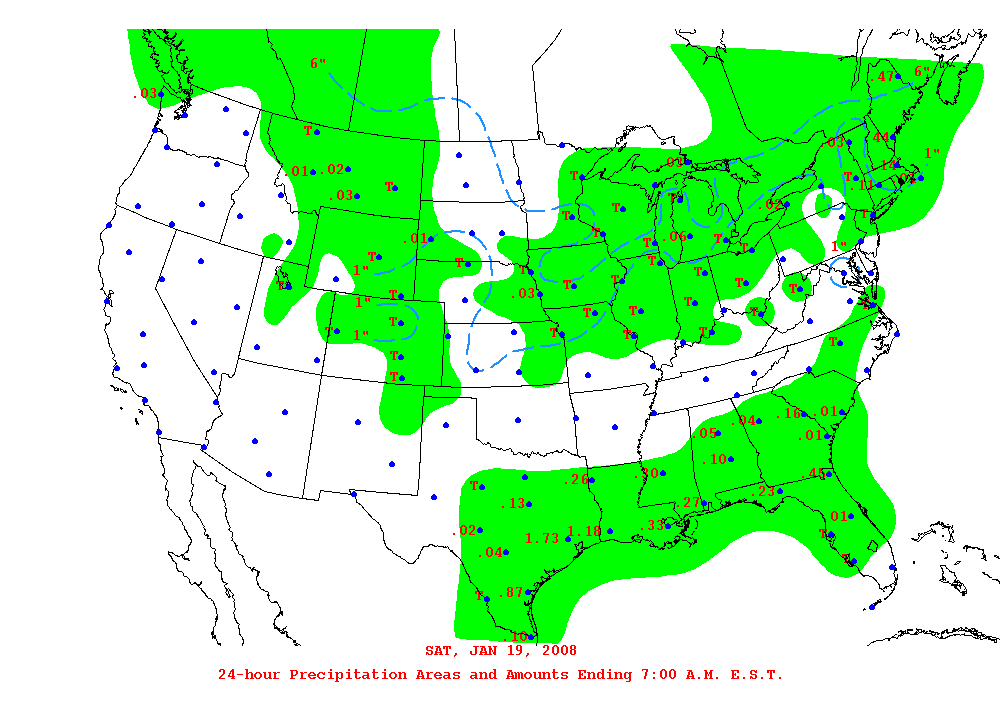 6"
.47 6"
.03
T .03 .44
1"
.01 .02 .01 .14
T T .11 .01
T .03 T
.02
T T
.01 T .06 T T
T T T
1" T T 1"
T T T
.03 T T
1" T T T
T T T T T
1" T
T
T
.16 .01
.04
.05 .01
.10
.30 .45
T .26 .23
.13 .27
.01
.02 1.18 .33
1.73 T
.04 T
T .87
.10
SAT, JAN 19, 2008
24-hour Precipitation Areas and Amounts Ending 7:00 A.M. E.S.T.